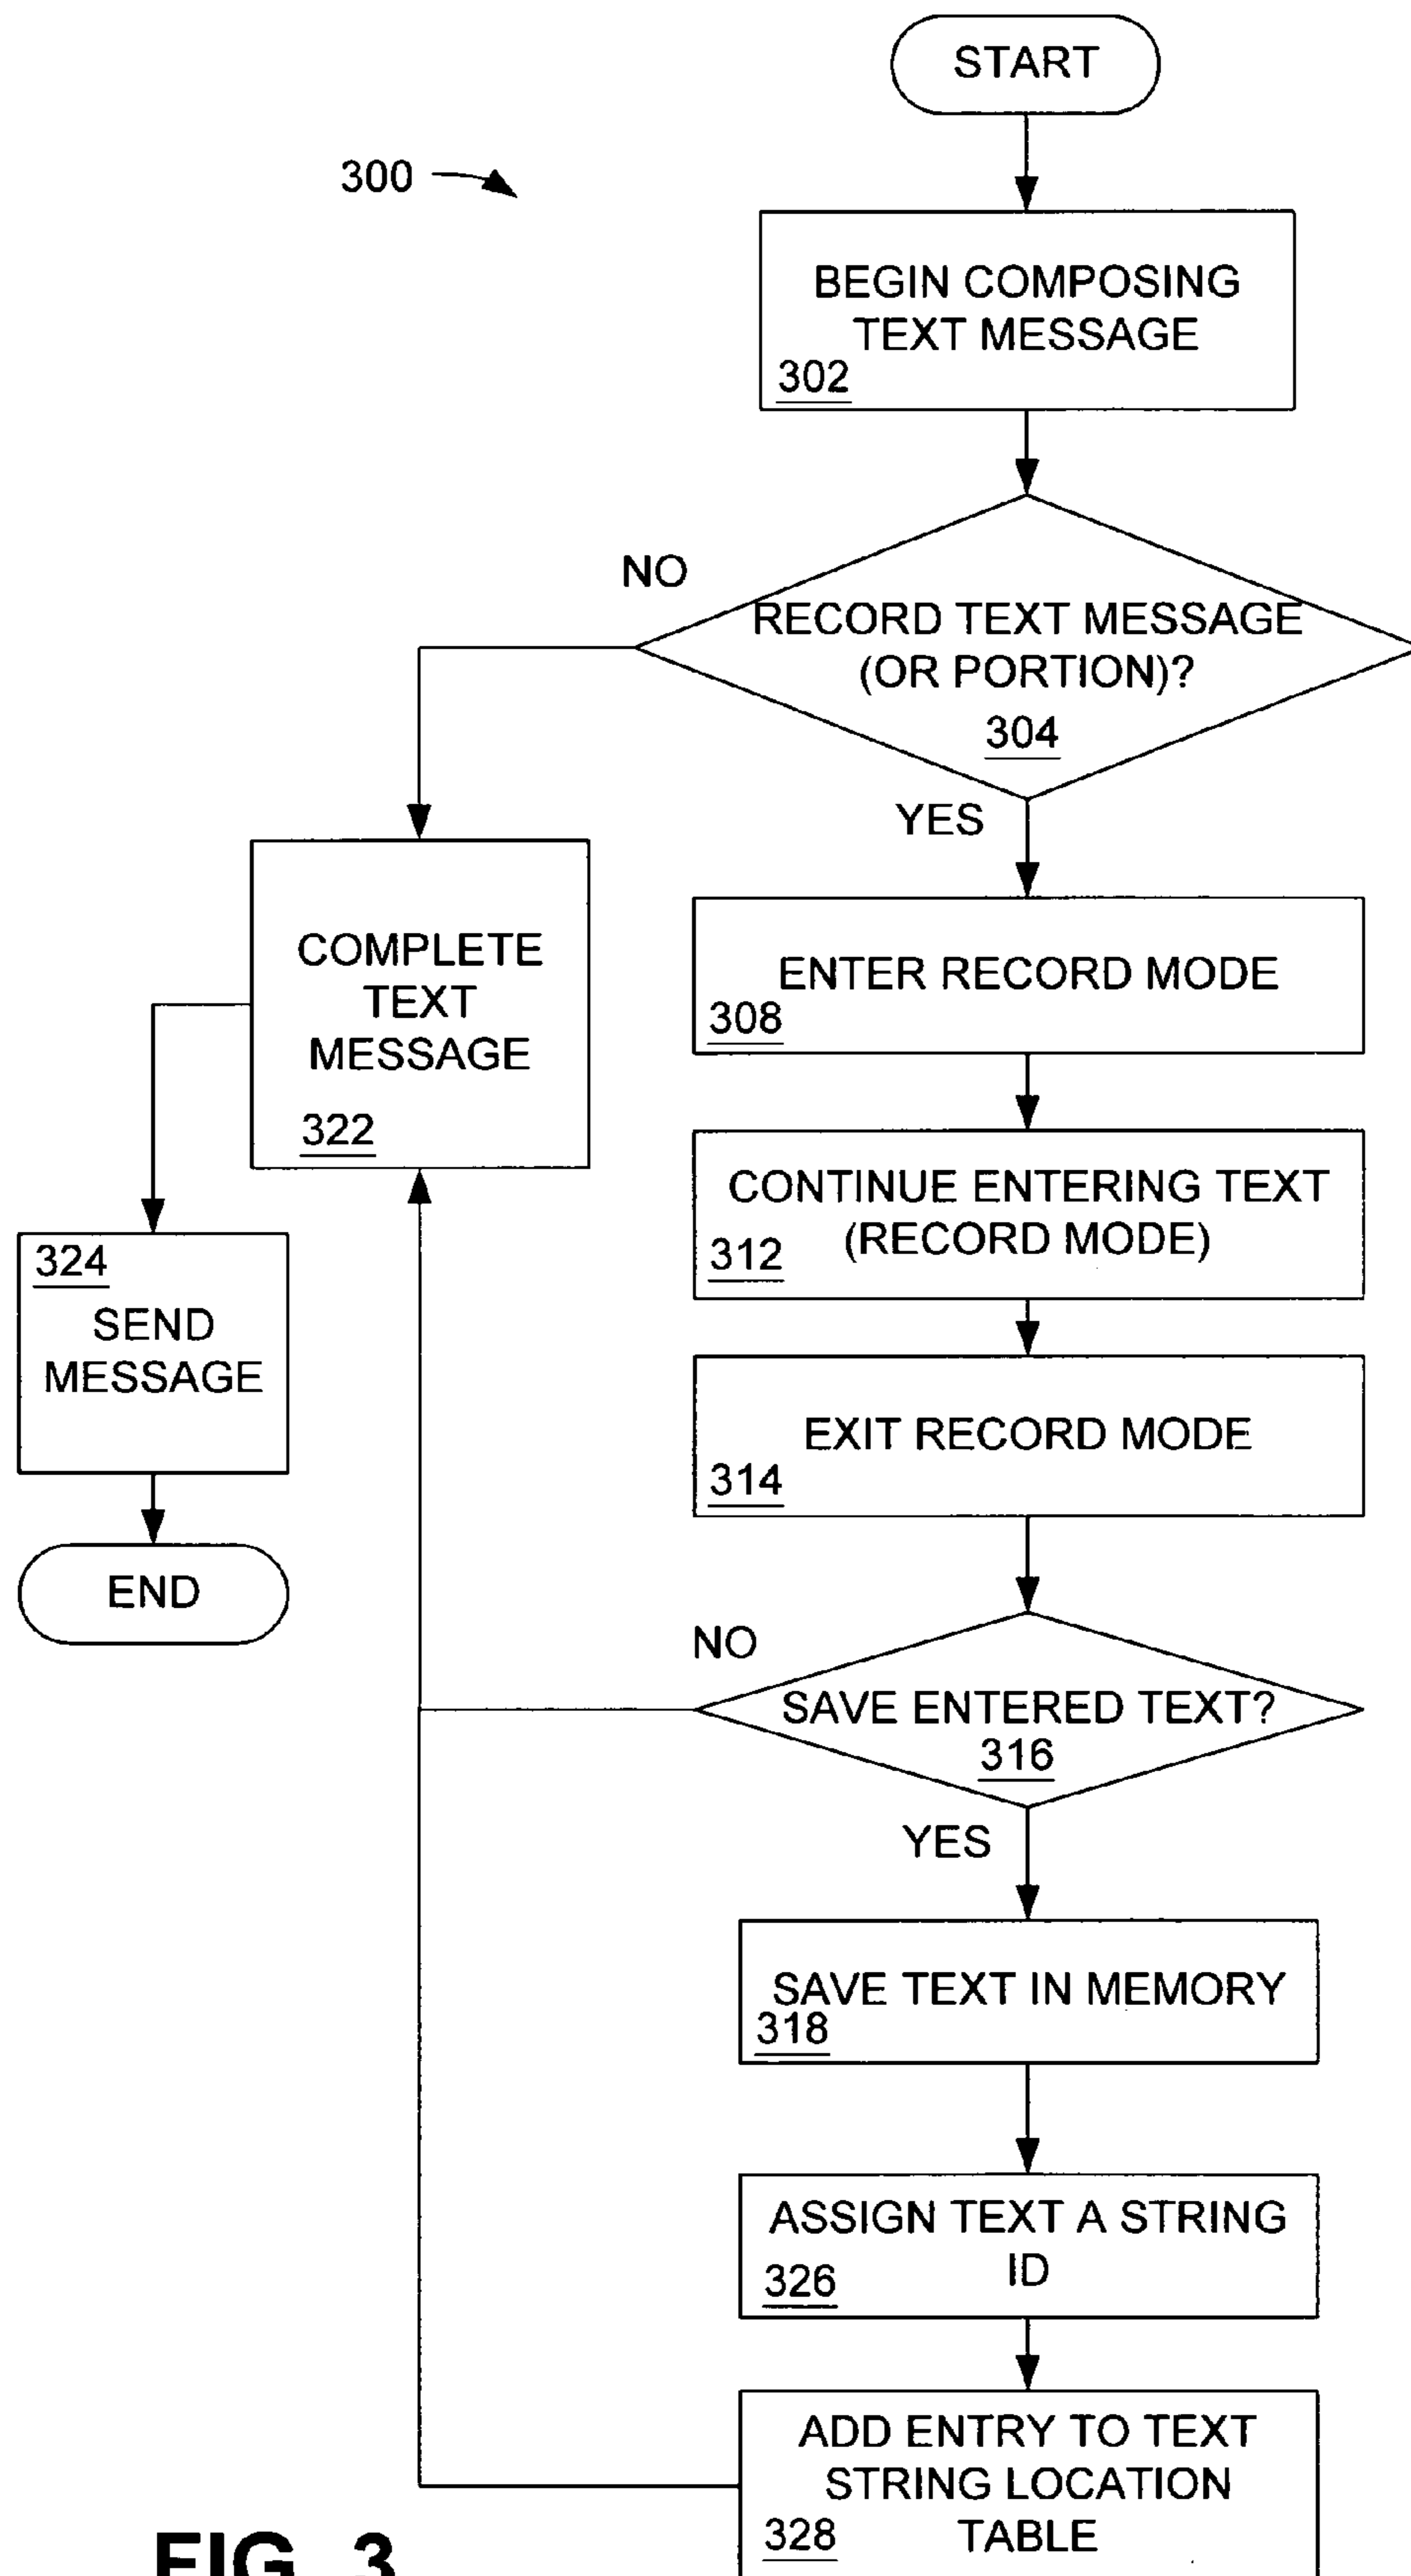 START
300
BEGIN COMPOSING
TEXT MESSAGE
302
NO
RECORD TEXT MESSAGE
(OR PORTION)?
304
YES
COMPLETE
TEXT
MESSAGE
322
ENTER RECORD MODE
308
CONTINUE ENTERING TEXT
(RECORD MODE)
312
324
SEND
MESSAGE
EXIT RECORD MODE
314
END
NO
SAVE ENTERED TEXT?
316
YES
SAVE TEXT IN MEMORY
318
ASSIGN TEXT A STRING
ID
326
ADD ENTRY TO TEXT
STRING LOCATION
TABLE
328
FIG. 3